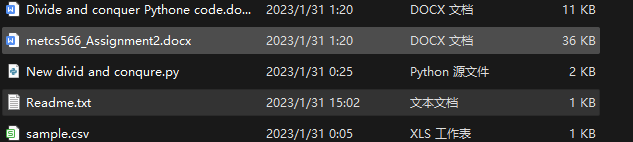 Divide and conquer Pythone code.do... 2023/1/31 1:20 DOCX 文档 11 KB
metcs566_Assignment2.docx 2023/1/31 1:20 DOCX 文档 36 KB
New divid and conqure.py 2023/1/31 0:25 Python 源文件 2 KB
Readme.txt 2023/1/31 15:02 文本文档 1 KB
sample.csv 2023/1/31 0:05 XLS 工作表 1 KB